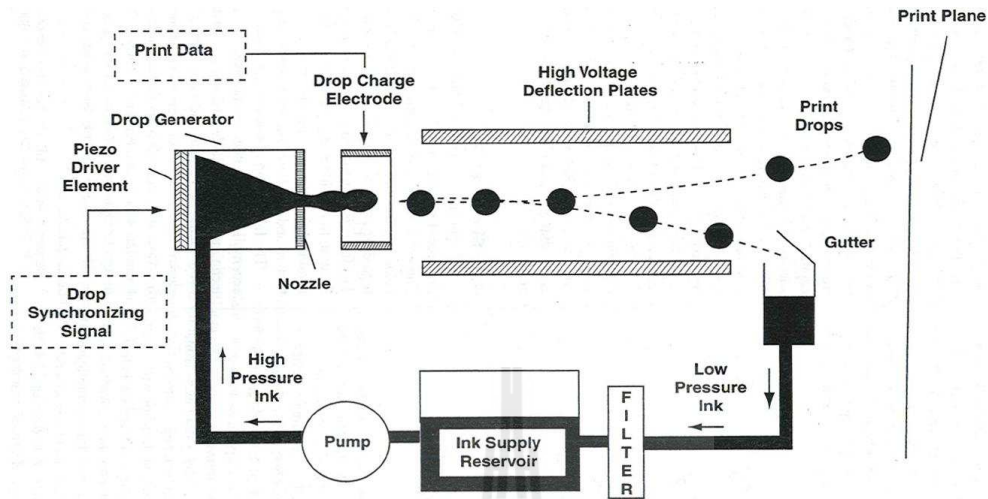 Print Plane
Print Data
Drop Charge
Electrode
High Voltage
Deflection Plates
Print
Drops
Drop Generator
Piezo
Driver
Element
Gutter
Nozzle
Drop
Synchronizing
Signal
High
Pressure
Ink
Low
Pressure
Ink
F
I
L
T
E
R
Pump
Ink Supply
Reservoir